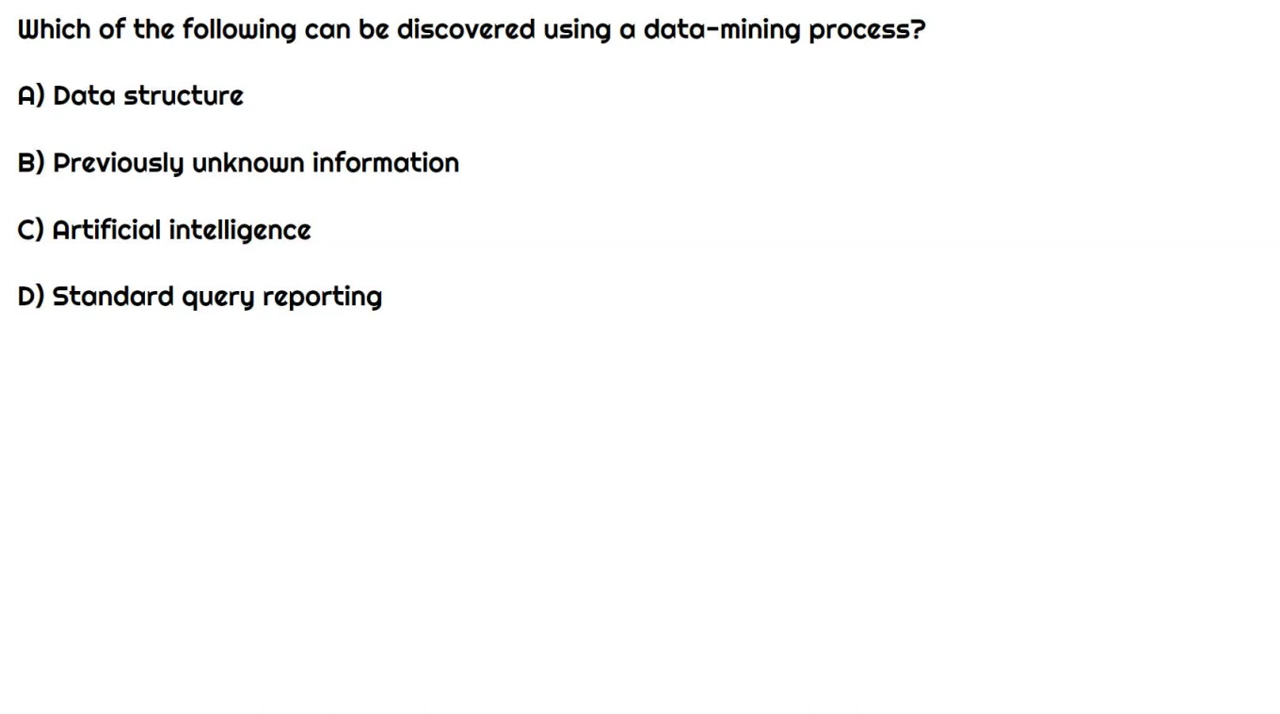 Which of the following can be discovered using a data-mining process?
A) Data structure
B) Previously unknown information
C) Artificial intelligence
D) Standard query reporting